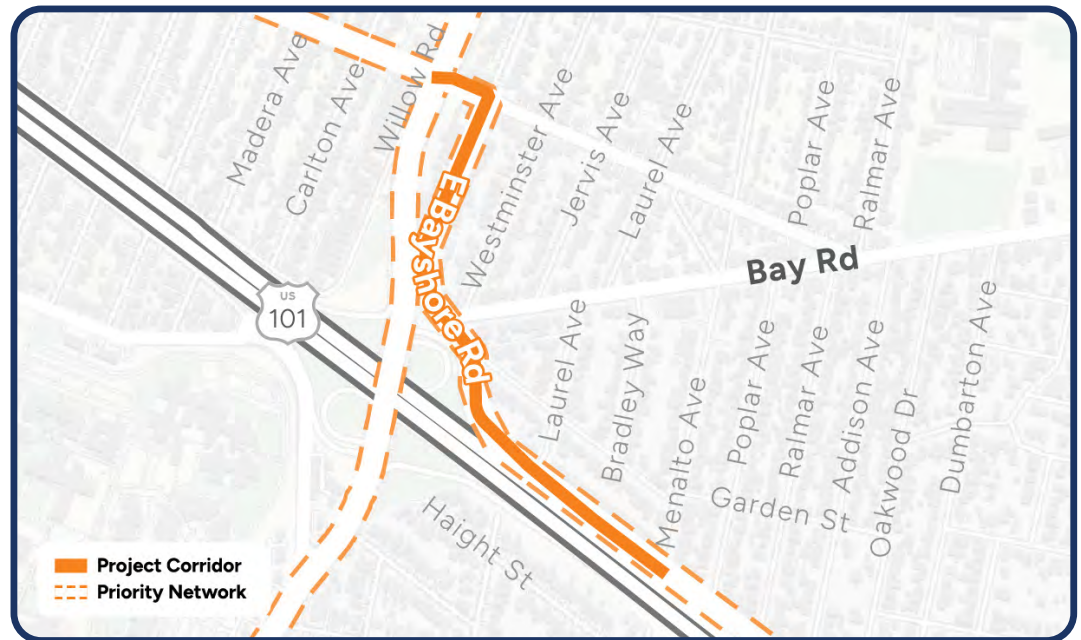 Madera Ave
Carlton Ave
Willow Rd
E Bayshore Rd
Westminster Ave
Jervis Ave
Laurel Ave
Poplar Ave
Ralmar Ave
Bay Rd
US
101
Laurel Ave
Bradley Way
Menalto Ave
Poplar Ave
Ralmar Ave
Addison Ave
Oakwood Dr
Dumbarton Ave
Garden St
Haight St
Project Corridor
Priority Network